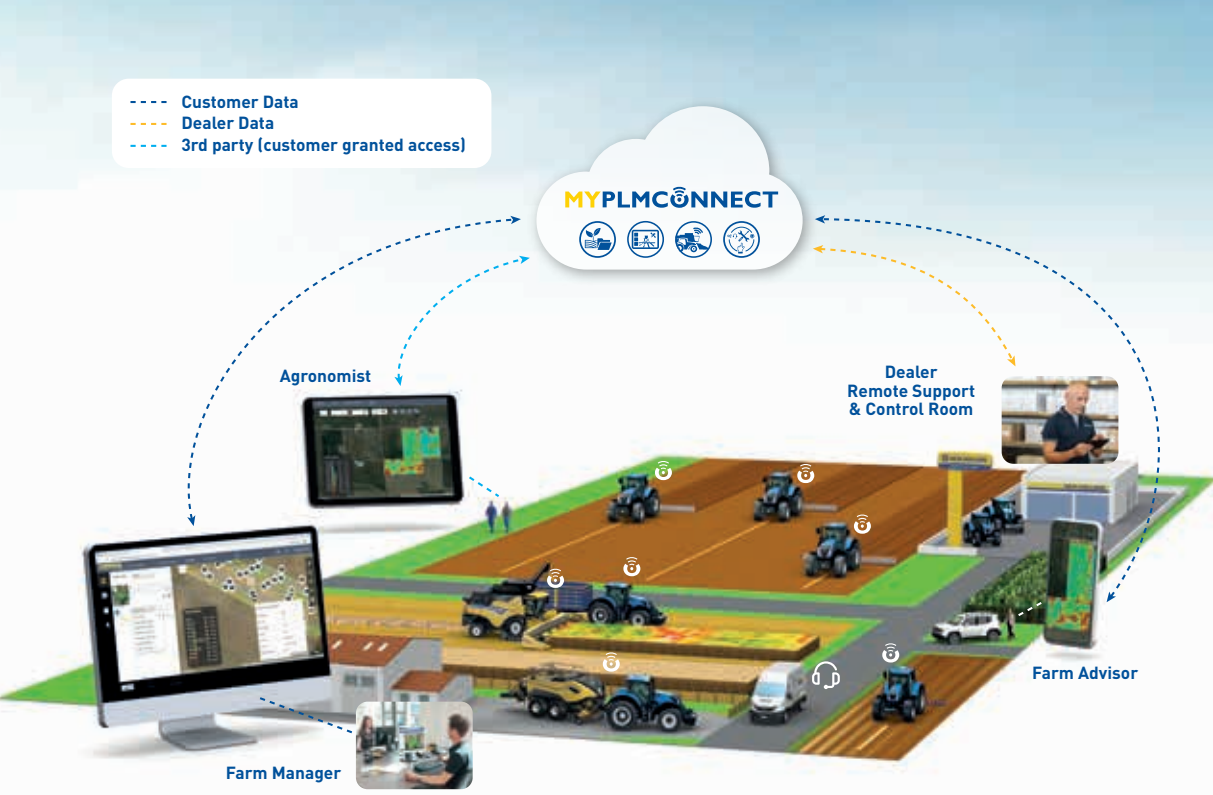 Customer Data
Dealer Data
3rd party (customer granted access)
MYPLMCONNECT
Agronomist
Dealer
Remote Support
& Control Room
Farm Advisor
Farm Manager